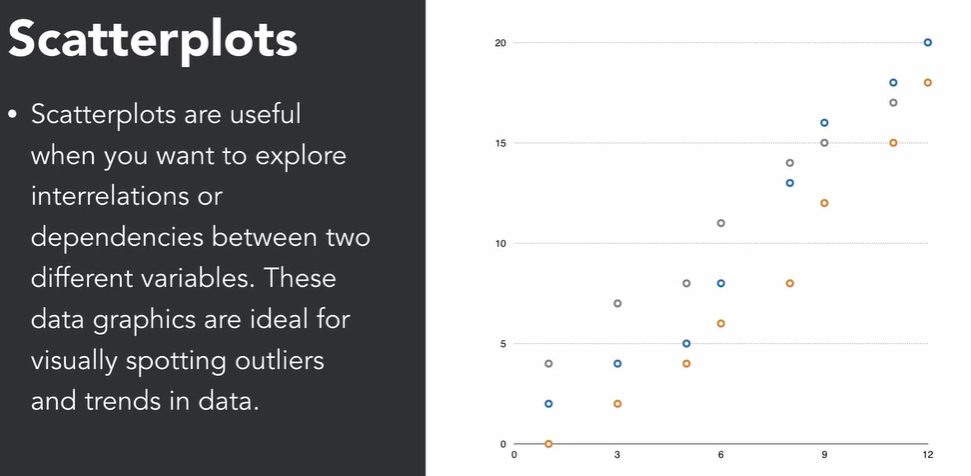 Scatterplots
• Scatterplots are useful
when you want to explore
interrelations or
dependencies between two
different variables. These
data graphics are ideal for
visually spotting outliers
and trends in data.
20
15
10
5
0
0 3 6 9 12